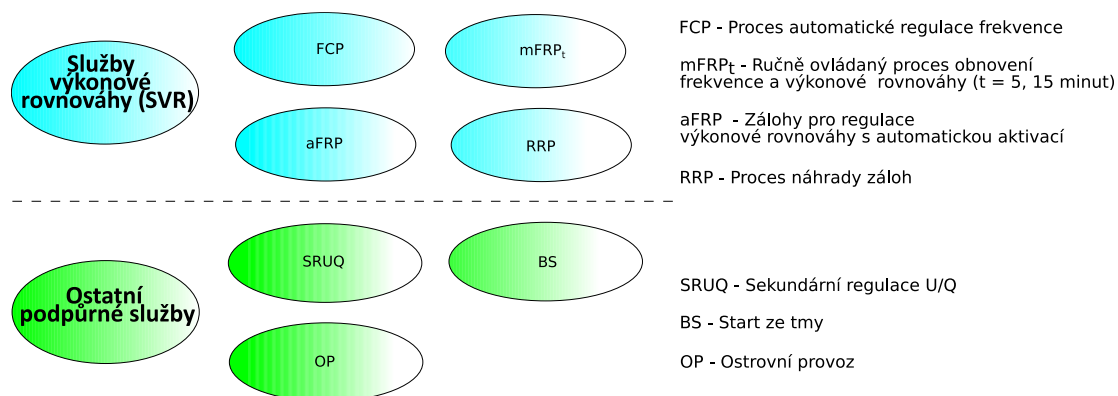 Služby
výkonové
rovnováhy (SVR)
FCP
mFRPt
aFRP
RRP
FCP - Proces automatické regulace frekvence
mFRPt - Ručně ovládaný proces obnovení
frekvence a výkonové  rovnováhy (t = 5, 15 minut)
aFRP  - Zálohy pro regulace
výkonové rovnováhy s automatickou aktivací
RRP - Proces náhrady záloh
Ostatní
podpůrné služby
SRUQ
BS
OP
SRUQ - Sekundární regulace U/Q
BS - Start ze tmy
OP - Ostrovní provoz